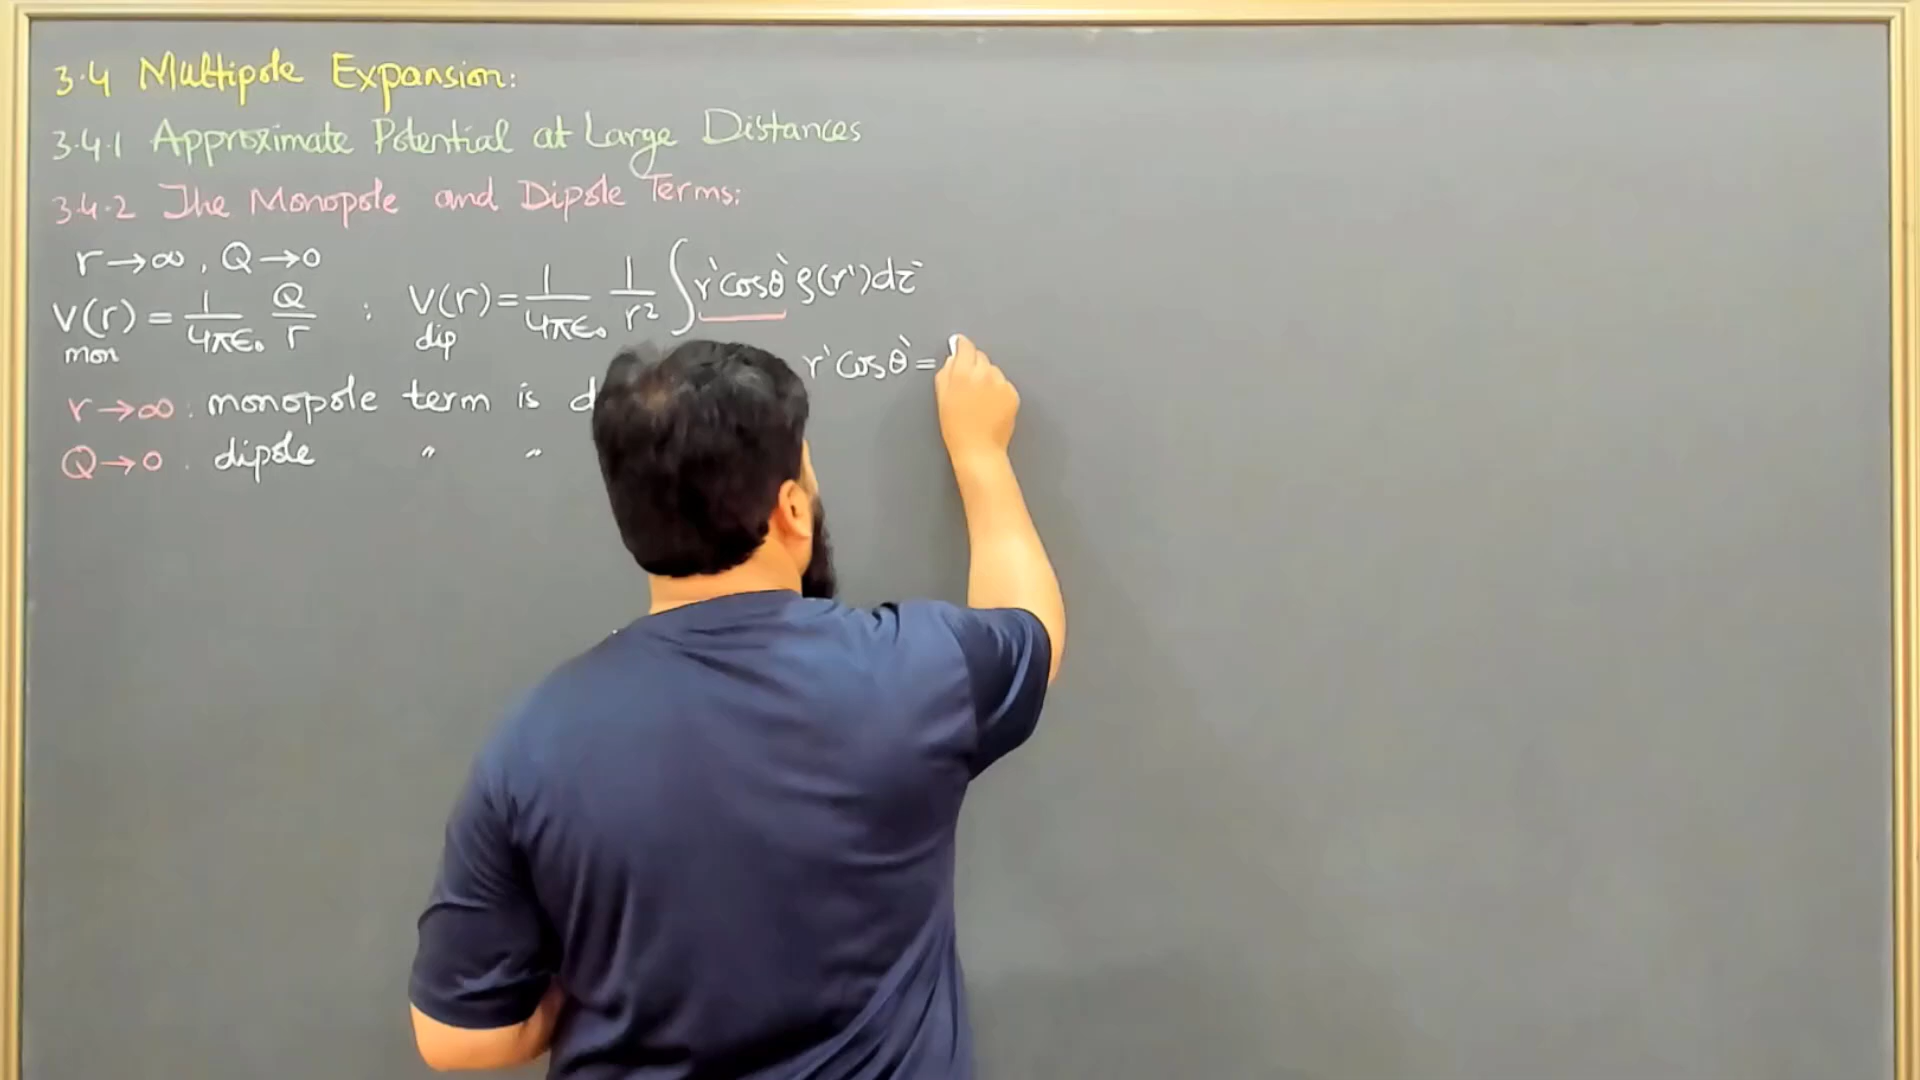 3.4 Multipole Expansion:
3.4.1 Approximate Potential at Large Distances
3.4.2 The Monopole and Dipole Terms:
r→∞, Q→0
V(r) = 1/4πϵ₀ Q/r : V(r) = 1/4πϵ₀ 1/r² ∫r'cosθ' ρ(r')dτ'
mon dip
r'cosθ' =
r→∞ . monopole term is
Q→0 . dipole " "